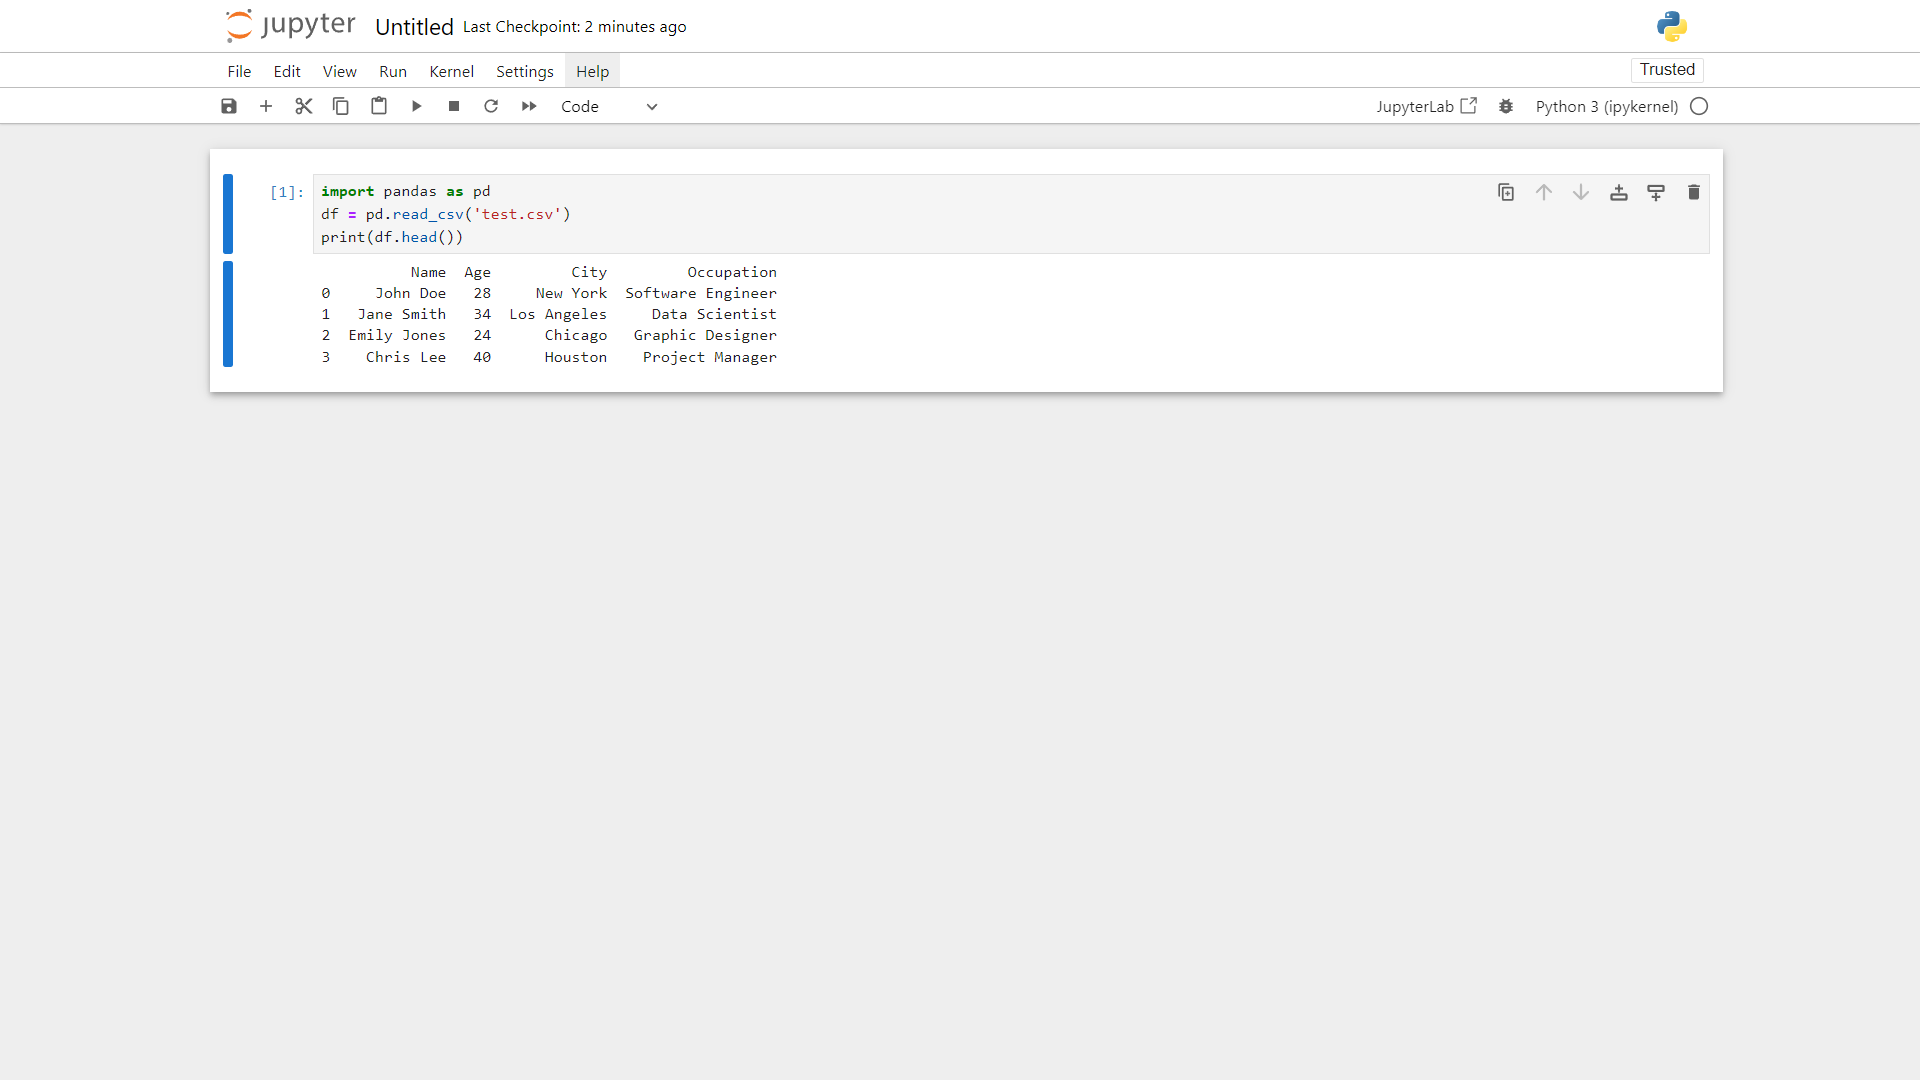 jupyter Untitled Last Checkpoint: 2 minutes ago
File Edit View Run Kernel Settings Help Trusted
Code JupyterLab Python 3 (ipykernel)
[1]: import pandas as pd
df = pd.read_csv('test.csv')
print(df.head())
Name Age City Occupation
0 John Doe 28 New York Software Engineer
1 Jane Smith 34 Los Angeles Data Scientist
2 Emily Jones 24 Chicago Graphic Designer
3 Chris Lee 40 Houston Project Manager